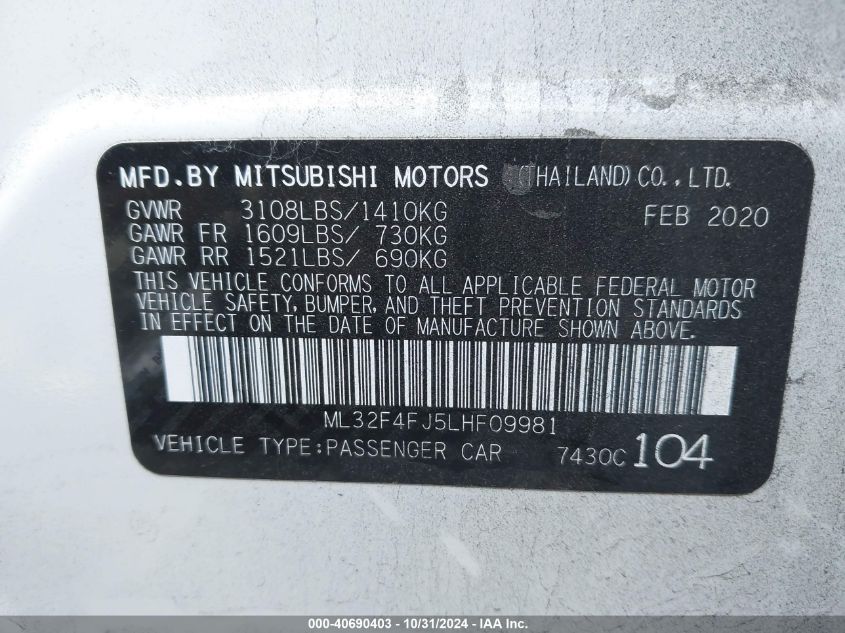 MFD.BY MITSUBISHI MOTORS (THAILAND)CO.,LTD.
GVWR 3108LBS/1410KG FEB 2020
GAWR FR 1609LBS/ 730KG
GAWR RR 1521LBS/ 690KG
THIS VEHICLE CONFORMS TO ALL APPLICABLE FEDERAL MOTOR
VEHICLE SAFETY, BUMPER, AND THEFT PREVENTION STANDARDS
IN EFFECT ON THE DATE OF MANUFACTURE SHOWN ABOVE.
ML32F4FJ5LHF09981
VEHICLE TYPE:PASSENGER CAR 7430C 104
000-40690403 - 10/31/2024 - IAA, Inc.